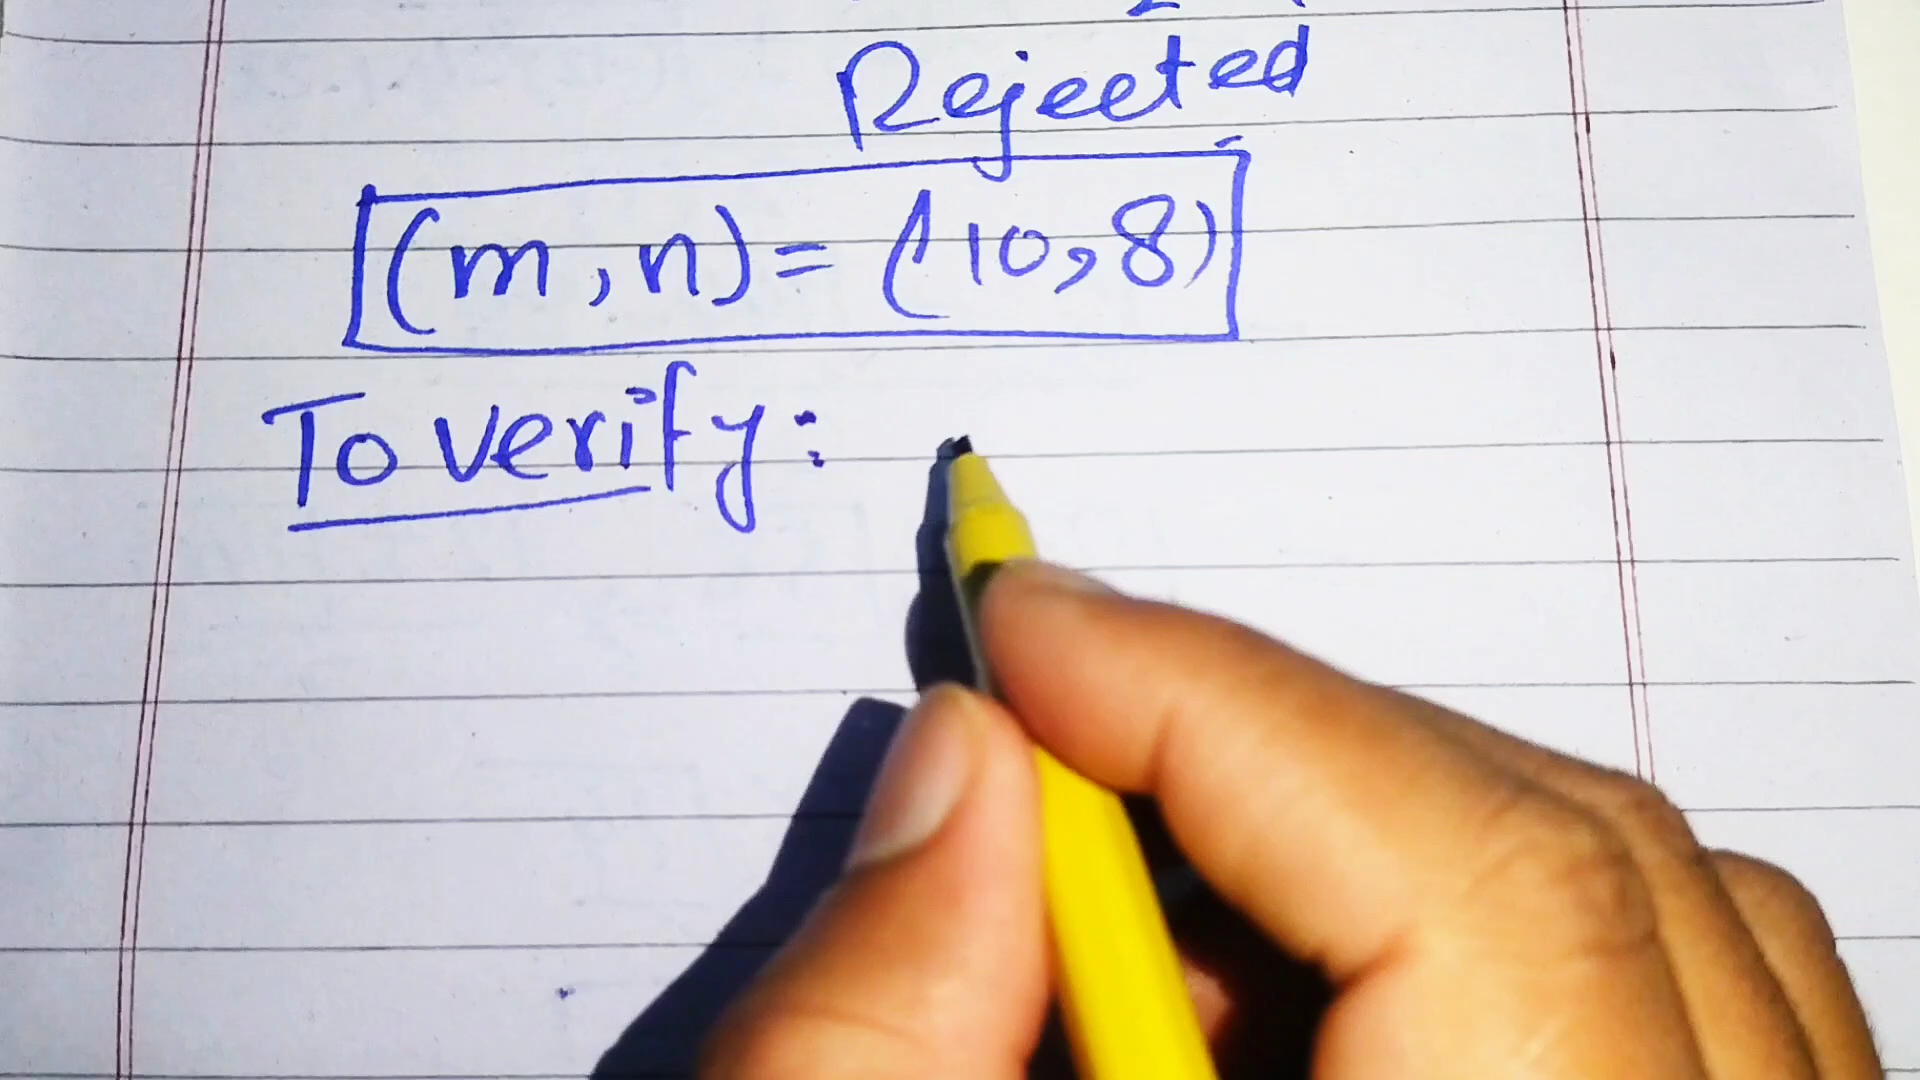 Rejected
(m,n)=(10,8)
To verify: